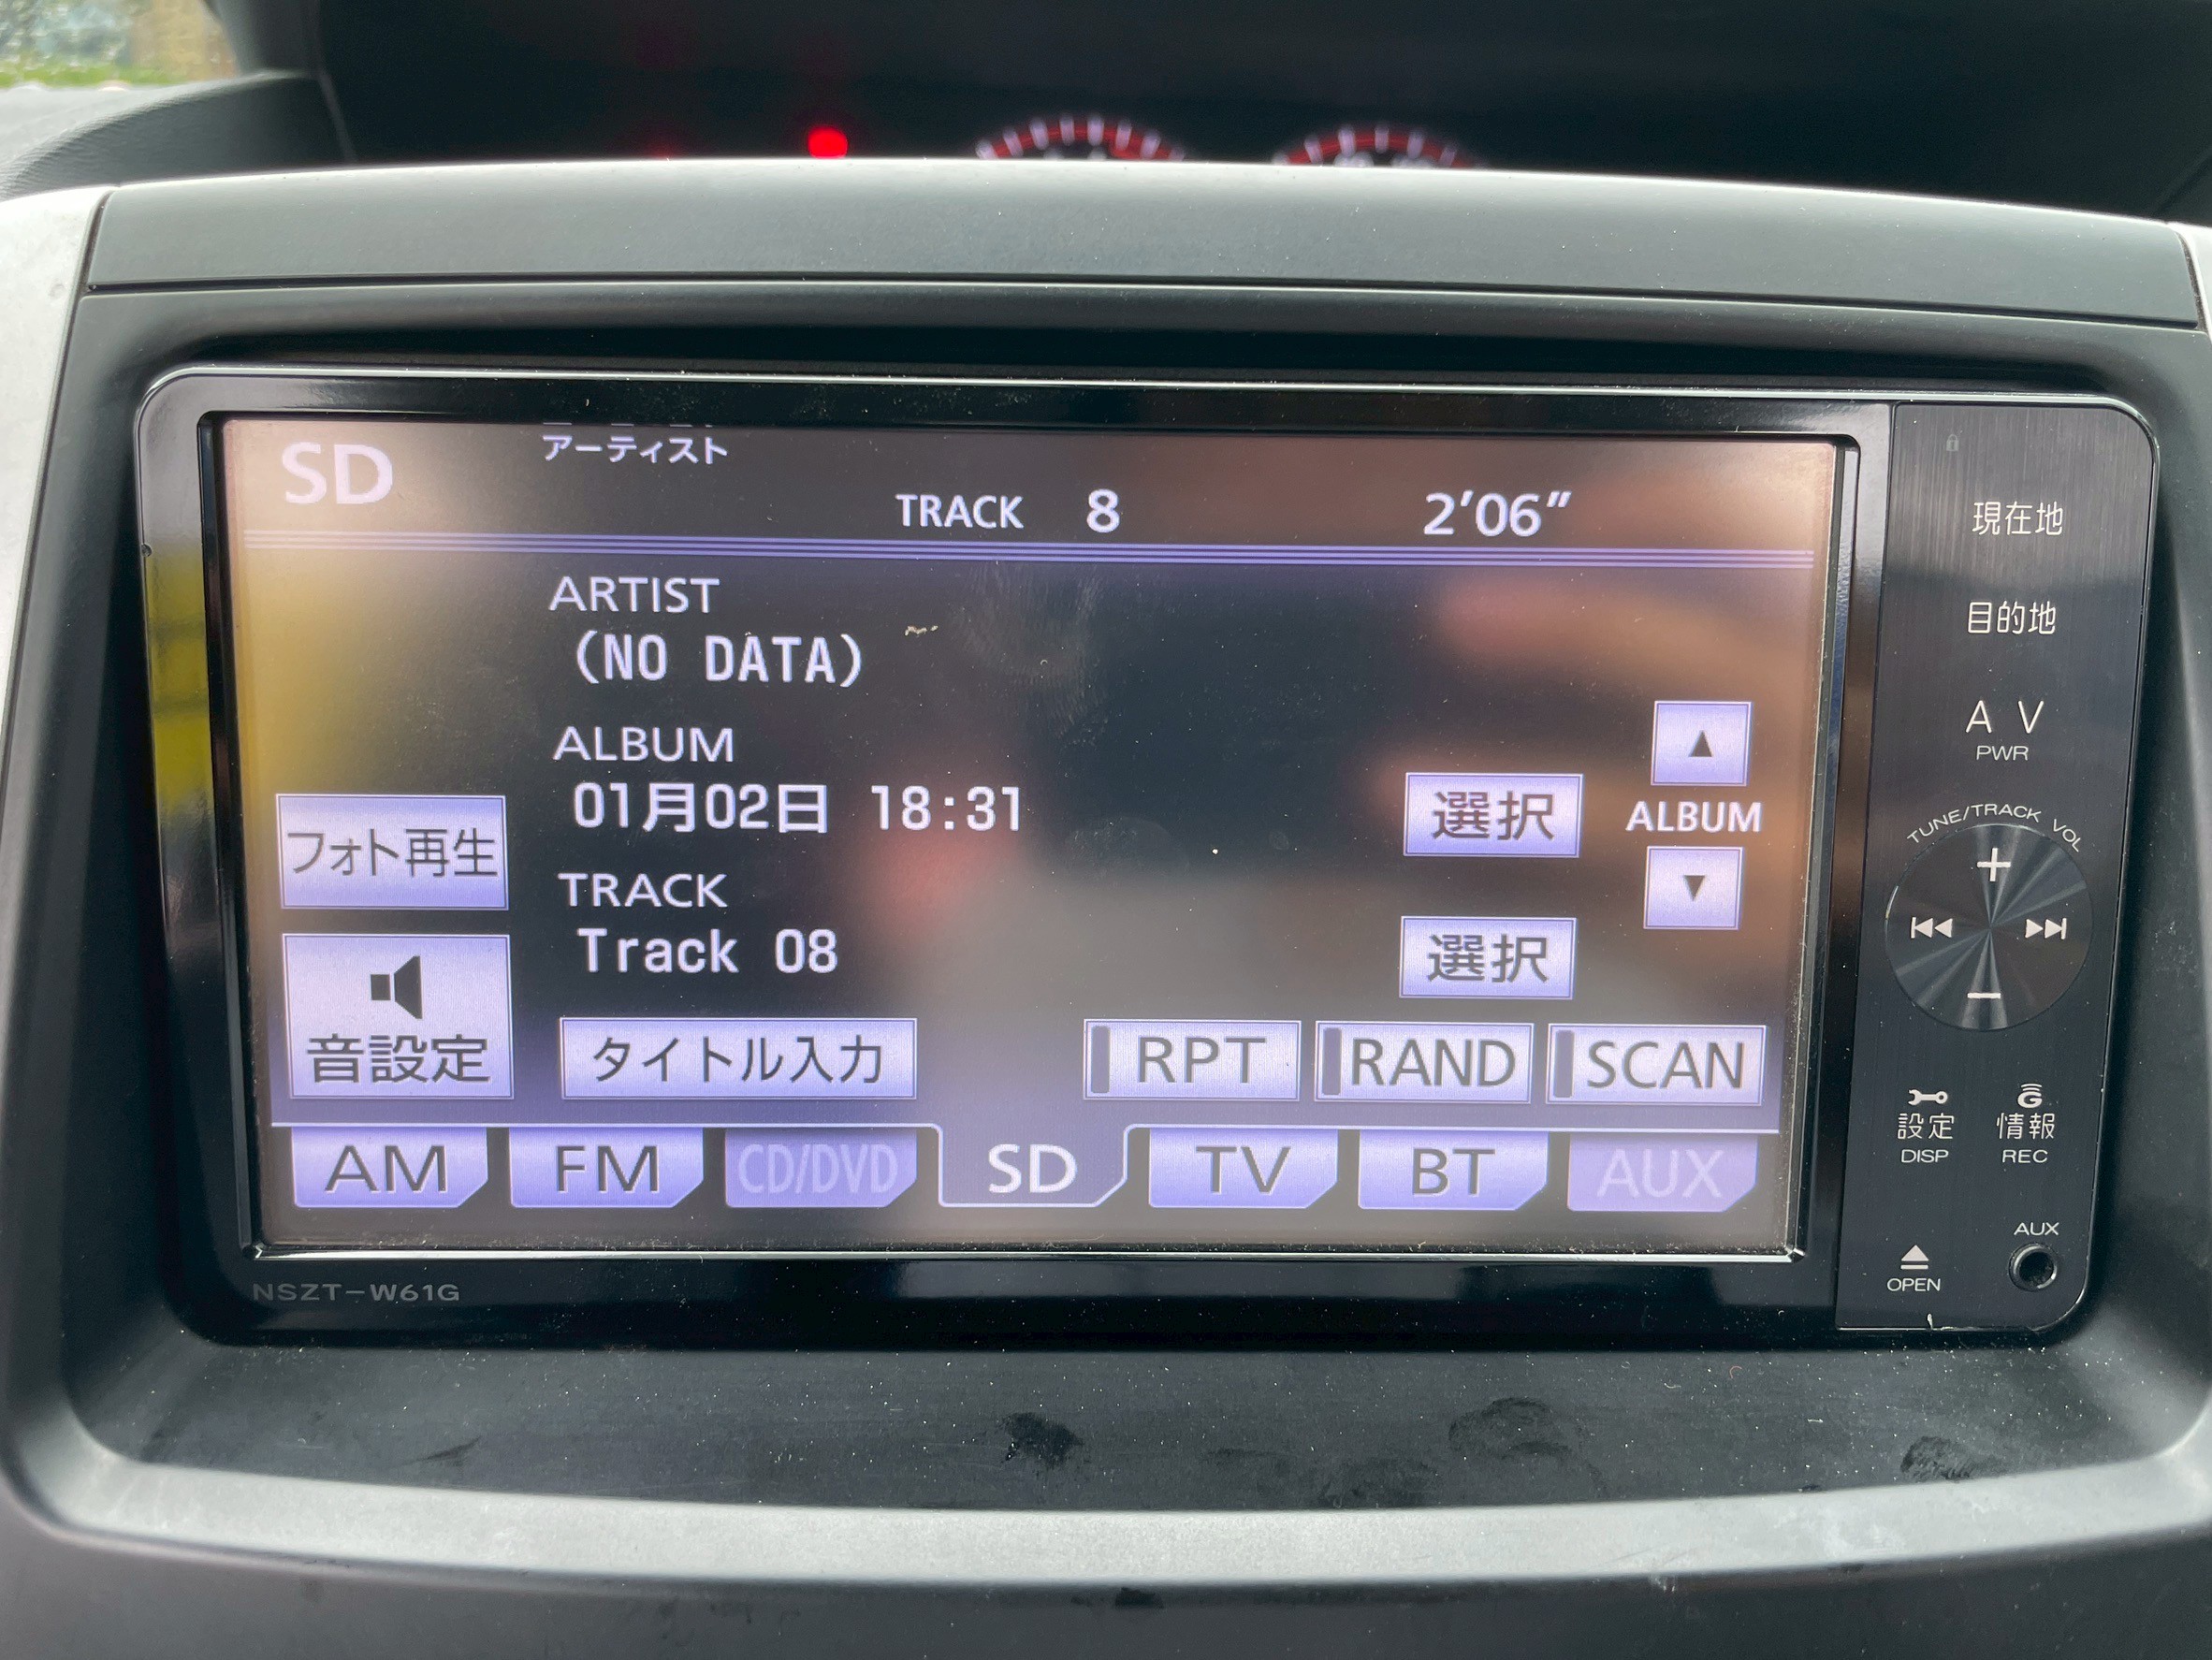 SD
アーティスト
TRACK 8 2'06"
ARTIST
(NO DATA)
ALBUM
01月02日 18:31
選択
▲
ALBUM
▼
TRACK
Track 08
選択
フォト再生
音設定
タイトル入力
RPT
RAND
SCAN
AM
FM
CD/DVD
SD
TV
BT
AUX
NSZT-W61G
現在地
目的地
AV
PWR
TUNE/TRACK VOL
+
−
設定
DISP
情報
REC
OPEN
AUX